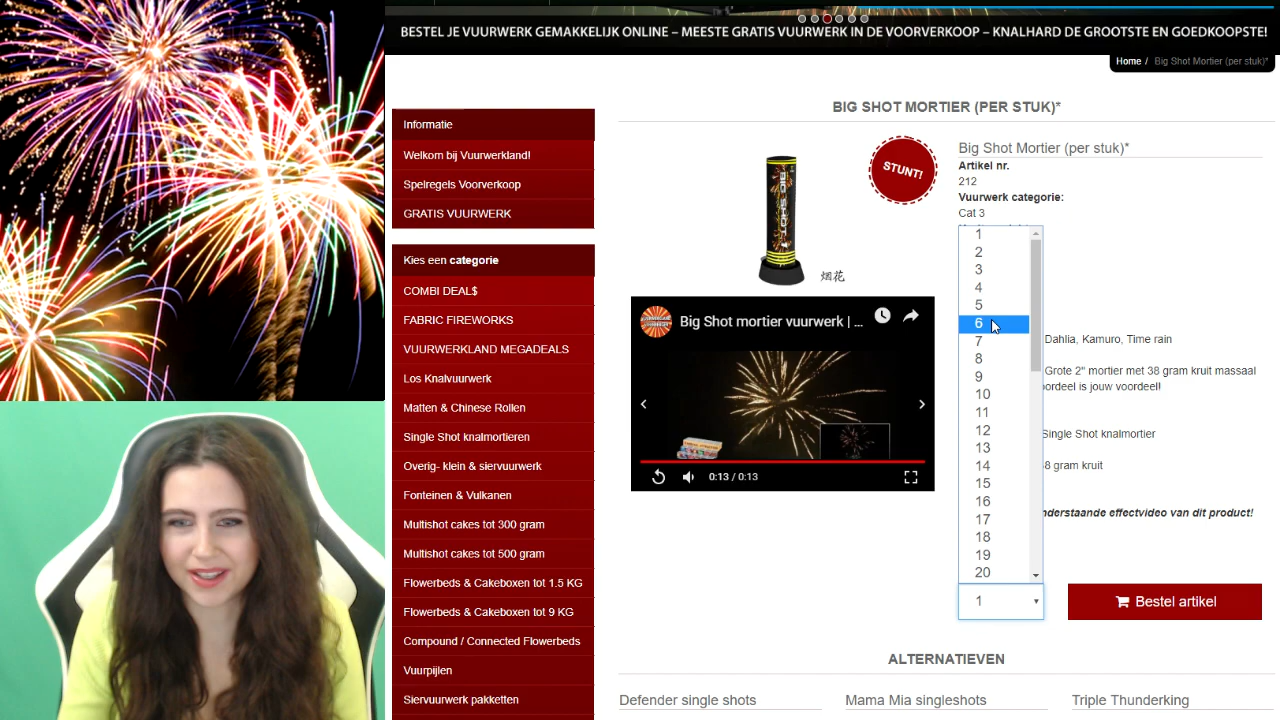 BESTEL JE VUURWERK GEMAKKELIJK ONLINE – MEESTE GRATIS VUURWERK IN DE VOORVERKOOP – KNALHARD DE GROOTSTE EN GOEDKOOPSTE!
Home / Big Shot Mortier (per stuk)*
Informatie
Welkom bij Vuurwerkland!
Spelregels Voorverkoop
GRATIS VUURWERK
Kies een categorie
COMBI DEAL$
FABRIC FIREWORKS
VUURWERKLAND MEGADEALS
Los Knalvuurwerk
Matten & Chinese Rollen
Single Shot knalmortieren
Overig- klein & siervuurwerk
Fonteinen & Vulkanen
Multishot cakes tot 300 gram
Multishot cakes tot 500 gram
Flowerbeds & Cakeboxen tot 1.5 KG
Flowerbeds & Cakeboxen tot 9 KG
Compound / Connected Flowerbeds
Vuurpijlen
Siervuurwerk pakketten
BIG SHOT MORTIER (PER STUK)*
STUNT!
BIG SHOT
烟花
Big Shot mortier vuurwerk | ...
0:13 / 0:13
Big Shot Mortier (per stuk)*
Artikel nr.
212
Vuurwerk categorie:
Cat 3
1
2
3
4
5
6
7
8
9
10
11
12
13
14
15
16
17
18
19
20
Dahlia, Kamuro, Time rain
Grote 2" mortier met 38 gram kruit massaal
oordeel is jouw voordeel!
Single Shot knalmortier
8 gram kruit
nderstaande effectvideo van dit product!
1
Bestel artikel
ALTERNATIEVEN
Defender single shots
Mama Mia singleshots
Triple Thunderking